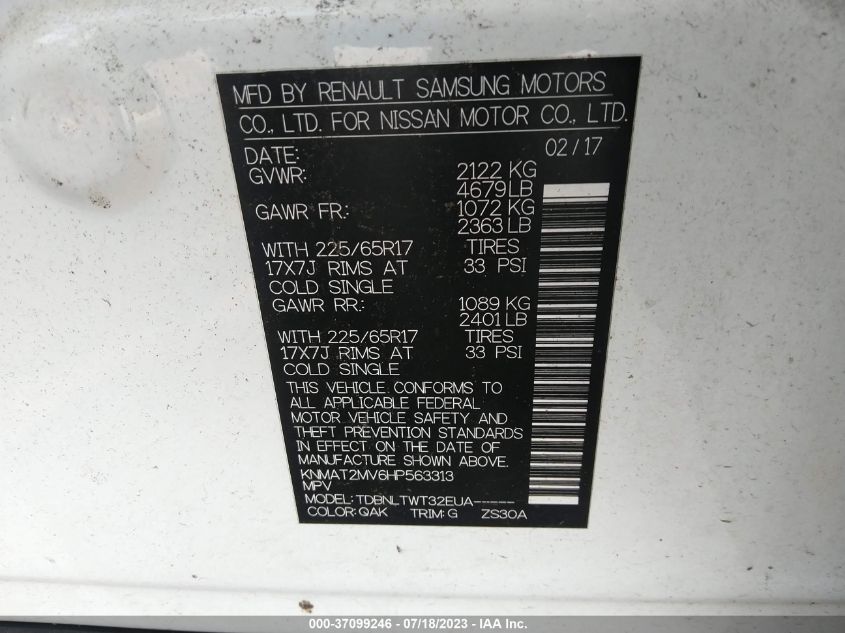 MFD BY RENAULT SAMSUNG MOTORS
CO., LTD. FOR NISSAN MOTOR CO., LTD.
DATE: 02/17
GVWR: 2122 KG
4679 LB
GAWR FR.: 1072 KG
2363 LB
WITH 225/65R17 TIRES
17X7J RIMS AT 33 PSI
COLD SINGLE
GAWR RR.: 1089 KG
2401 LB
WITH 225/65R17 TIRES
17X7J RIMS AT 33 PSI
COLD SINGLE
THIS VEHICLE CONFORMS TO
ALL APPLICABLE FEDERAL
MOTOR VEHICLE SAFETY AND
THEFT PREVENTION STANDARDS
IN EFFECT ON THE DATE OF
MANUFACTURE SHOWN ABOVE.
KNMAT2MV6HP563313
MPV
MODEL: TDBNLTWT32EUA------
COLOR: QAK TRIM: G ZS30A
000-37099246 - 07/18/2023 - IAA Inc.